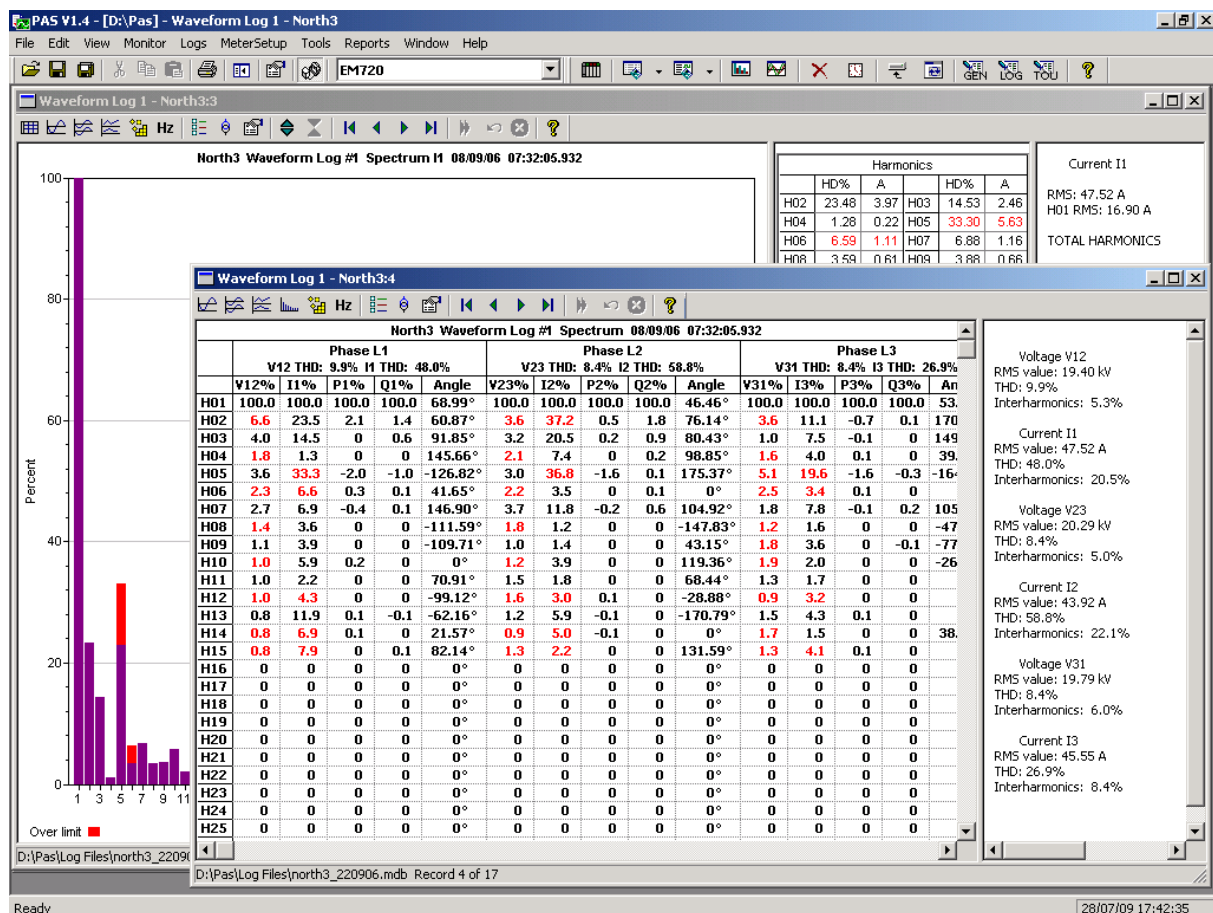 PAS V1.4 - [D:\Pas] - Waveform Log 1 - North3
File Edit View Monitor Logs MeterSetup Tools Reports Window Help
EM720 GEN LOG TOU
Waveform Log 1 - North3:3
Hz
North3 Waveform Log #1 Spectrum I1 08/09/06 07:32:05.932
Percent
100
80
60
40
20
0
1 3 5 7 9 11
Over limit
Harmonics
HD% A HD% A
H02 23.48 3.97 H03 14.53 2.46
H04 1.28 0.22 H05 33.30 5.63
H06 6.59 1.11 H07 6.88 1.16
H08 3.59 0.61 H09 3.88 0.66
Current I1
RMS: 47.52 A
H01 RMS: 16.90 A
TOTAL HARMONICS
D:\Pas\Log Files\north3_2209
Waveform Log 1 - North3:4
Hz
North3 Waveform Log #1 Spectrum 08/09/06 07:32:05.932
Phase L1 Phase L2 Phase L3
V12 THD: 9.9% I1 THD: 48.0% V23 THD: 8.4% I2 THD: 58.8% V31 THD: 8.4% I3 THD: 26.9%
V12% I1% P1% Q1% Angle V23% I2% P2% Q2% Angle V31% I3% P3% Q3% An
H01 100.0 100.0 100.0 100.0 68.99° 100.0 100.0 100.0 100.0 46.46° 100.0 100.0 100.0 100.0 53.
H02 6.6 23.5 2.1 1.4 60.87° 3.6 37.2 0.5 1.8 76.14° 3.6 11.1 -0.7 0.1 170
H03 4.0 14.5 0 0.6 91.85° 3.2 20.5 0.2 0.9 80.43° 1.0 7.5 -0.1 0 149
H04 1.8 1.3 0 0 145.66° 2.1 7.4 0 0.2 98.85° 1.6 4.0 0.1 0 39.
H05 3.6 33.3 -2.0 -1.0 -126.82° 3.0 36.8 -1.6 0.1 175.37° 5.1 19.6 -1.6 -0.3 -164
H06 2.3 6.6 0.3 0.1 41.65° 2.2 3.5 0 0.1 0° 2.5 3.4 0.1 0
H07 2.7 6.9 -0.4 0.1 146.90° 3.7 11.8 -0.2 0.6 104.92° 1.8 7.8 -0.1 0.2 105
H08 1.4 3.6 0 0 -111.59° 1.8 1.2 0 0 -147.83° 1.2 1.6 0 0 -47
H09 1.1 3.9 0 0 -109.71° 1.0 1.4 0 0 43.15° 1.8 3.6 0 -0.1 -77
H10 1.0 5.9 0.2 0 0° 1.2 3.9 0 0 119.36° 1.9 2.0 0 0 -26
H11 1.0 2.2 0 0 70.91° 1.5 1.8 0 0 68.44° 1.3 1.7 0 0
H12 1.0 4.3 0 0 -99.12° 1.6 3.0 0.1 0 -28.88° 0.9 3.2 0 0
H13 0.8 11.9 0.1 -0.1 -62.16° 1.2 5.9 -0.1 0 -170.79° 1.5 4.3 0.1 0
H14 0.8 6.9 0.1 0 21.57° 0.9 5.0 -0.1 0 0° 1.7 1.5 0 0 38.
H15 0.8 7.9 0 0.1 82.14° 1.3 2.2 0 0 131.59° 1.3 4.1 0.1 0
H16 0 0 0 0 0° 0 0 0 0 0° 0 0 0 0
H17 0 0 0 0 0° 0 0 0 0 0° 0 0 0 0
H18 0 0 0 0 0° 0 0 0 0 0° 0 0 0 0
H19 0 0 0 0 0° 0 0 0 0 0° 0 0 0 0
H20 0 0 0 0 0° 0 0 0 0 0° 0 0 0 0
H21 0 0 0 0 0° 0 0 0 0 0° 0 0 0 0
H22 0 0 0 0 0° 0 0 0 0 0° 0 0 0 0
H23 0 0 0 0 0° 0 0 0 0 0° 0 0 0 0
H24 0 0 0 0 0° 0 0 0 0 0° 0 0 0 0
H25 0 0 0 0 0° 0 0 0 0 0° 0 0 0 0
Voltage V12
RMS value: 19.40 kV
THD: 9.9%
Interharmonics: 5.3%
Current I1
RMS value: 47.52 A
THD: 48.0%
Interharmonics: 20.5%
Voltage V23
RMS value: 20.29 kV
THD: 8.4%
Interharmonics: 5.0%
Current I2
RMS value: 43.92 A
THD: 58.8%
Interharmonics: 22.1%
Voltage V31
RMS value: 19.79 kV
THD: 8.4%
Interharmonics: 6.0%
Current I3
RMS value: 45.55 A
THD: 26.9%
Interharmonics: 8.4%
D:\Pas\Log Files\north3_220906.mdb Record 4 of 17
Ready 28/07/09 17:42:35